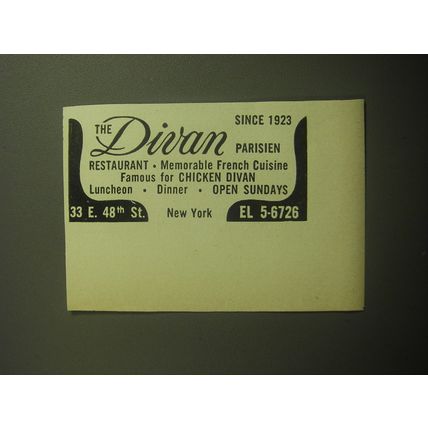 SINCE 1923
THE Divan PARISIEN
RESTAURANT • Memorable French Cuisine
Famous for CHICKEN DIVAN
Luncheon • Dinner • OPEN SUNDAYS
33 E. 48th St. New York EL 5-6726